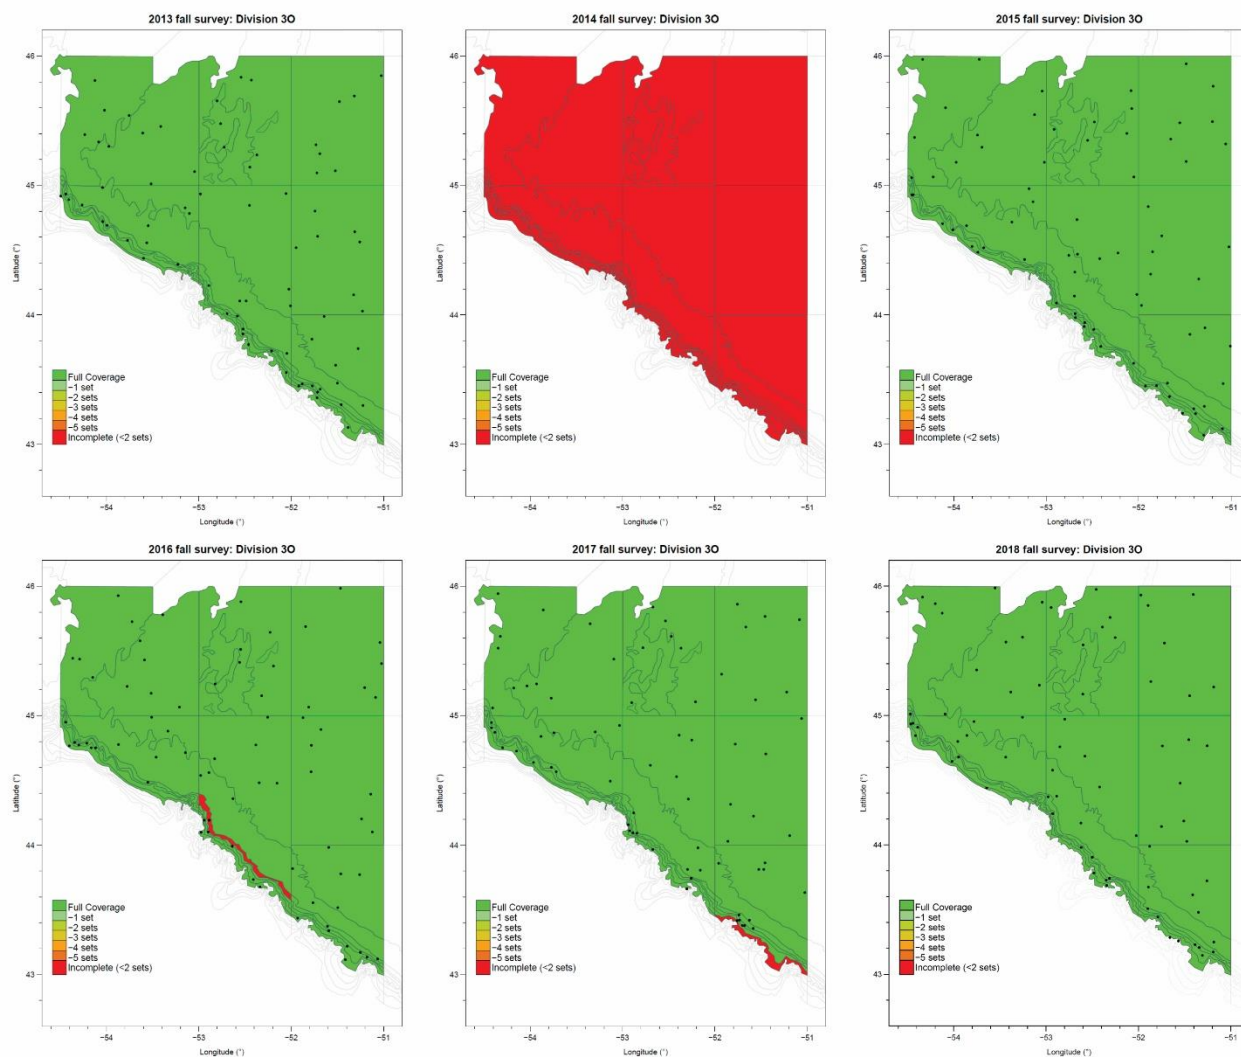 2013 fall survey: Division 3O
2014 fall survey: Division 3O
2015 fall survey: Division 3O
46
45
44
43
Latitude (°)
Full Coverage
−1 set
−2 sets
−3 sets
−4 sets
−5 sets
Incomplete (<2 sets)
−54
−53
−52
−51
Longitude (°)
46
45
44
43
Latitude (°)
Full Coverage
−1 set
−2 sets
−3 sets
−4 sets
−5 sets
Incomplete (<2 sets)
−54
−53
−52
−51
Longitude (°)
46
45
44
43
Latitude (°)
Full Coverage
−1 set
−2 sets
−3 sets
−4 sets
−5 sets
Incomplete (<2 sets)
−54
−53
−52
−51
Longitude (°)
2016 fall survey: Division 3O
2017 fall survey: Division 3O
2018 fall survey: Division 3O
46
45
44
43
Latitude (°)
Full Coverage
−1 set
−2 sets
−3 sets
−4 sets
−5 sets
Incomplete (<2 sets)
−54
−53
−52
−51
Longitude (°)
46
45
44
43
Latitude (°)
Full Coverage
−1 set
−2 sets
−3 sets
−4 sets
−5 sets
Incomplete (<2 sets)
−54
−53
−52
−51
Longitude (°)
46
45
44
43
Latitude (°)
Full Coverage
−1 set
−2 sets
−3 sets
−4 sets
−5 sets
Incomplete (<2 sets)
−54
−53
−52
−51
Longitude (°)